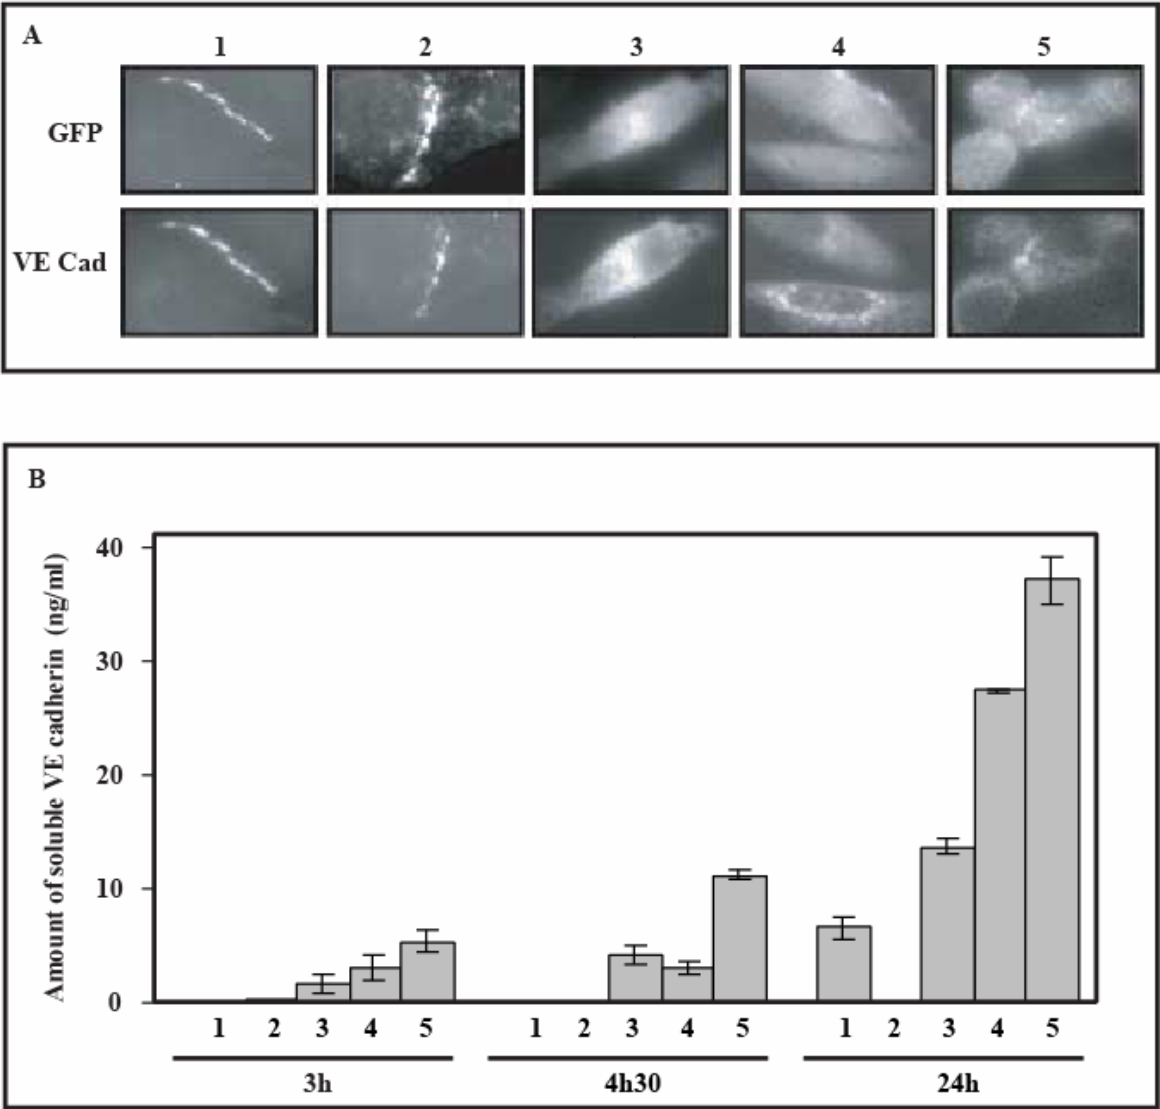 A
1 2 3 4 5
GFP
VE Cad
B
Amount of soluble VE cadherin (ng/ml)
40
30
20
10
0
1 2 3 4 5 1 2 3 4 5 1 2 3 4 5
3h 4h30 24h